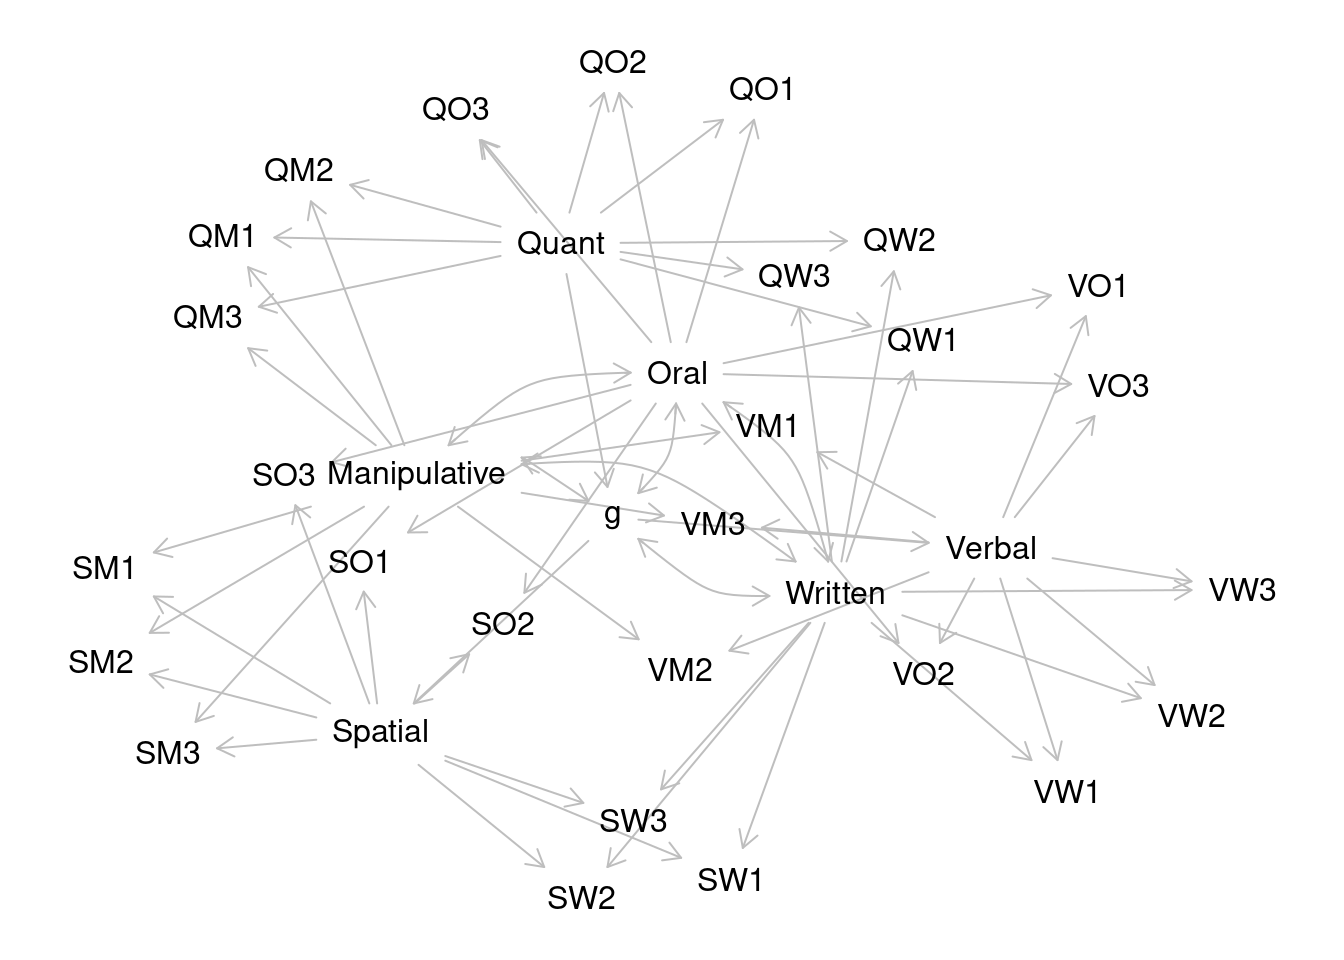 QO2
QO1
QO3
QM2
QM1
Quant
QW2
QW3
VO1
QM3
QW1
Oral
VO3
VM1
SO3
Manipulative
g
VM3
Verbal
SM1
SO1
Written
VW3
SO2
SM2
VM2
VO2
VW2
Spatial
SM3
VW1
SW3
SW1
SW2